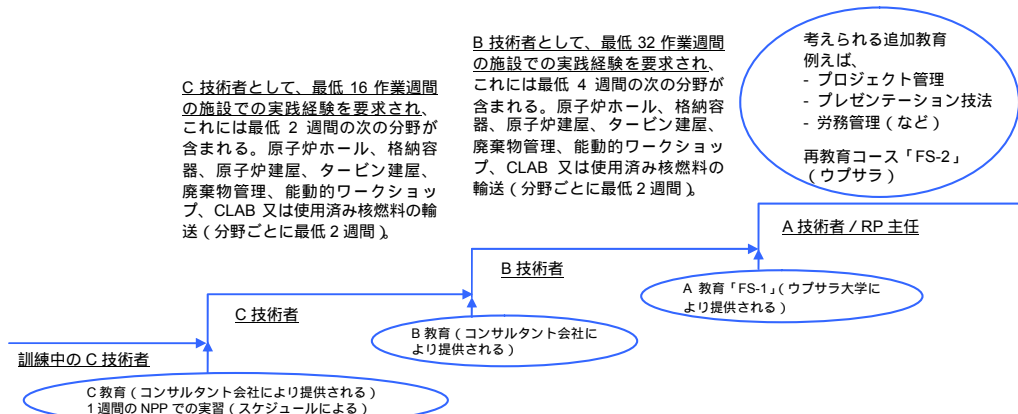 考えられる追加教育
例えば、
- プロジェクト管理
- プレゼンテーション技法
- 労務管理（など）
再教育コース「FS-2」
（ウプサラ）
B 技術者として、最低 32 作業週間
の施設での実践経験を要求され、
これには最低 4 週間の次の分野が
含まれる。原子炉ホール、格納容
器、原子炉建屋、タービン建屋、
廃棄物管理、能動的ワークショッ
プ、CLAB 又は使用済み核燃料の
輸送（分野ごとに最低 2 週間）。
C 技術者として、最低 16 作業週間
の施設での実践経験を要求され、
これには最低 2 週間の次の分野が
含まれる。原子炉ホール、格納容
器、原子炉建屋、タービン建屋、
廃棄物管理、能動的ワークショッ
プ、CLAB 又は使用済み核燃料の輸
送（分野ごとに最低 2 週間）。
A 技術者 / RP 主任
A 教育「FS-1」（ウプサラ大学に
より提供される）
B 技術者
B 教育（コンサルタント会社に
より提供される）
C 技術者
訓練中の C 技術者
C 教育（コンサルタント会社により提供される）
1 週間の NPP での実習（スケジュールによる）